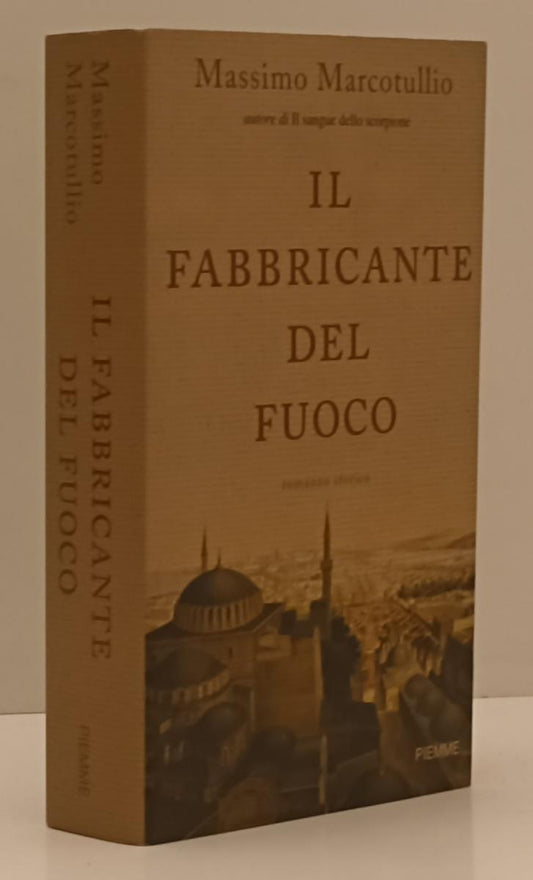 Massimo Marcotullio
autore di Il sangue dello scorpione
IL
FABBRICANTE
DEL
FUOCO
romanzo storico
PIEMME
Massimo
Marcotullio
IL FABBRICANTE
DEL FUOCO
PIEMME